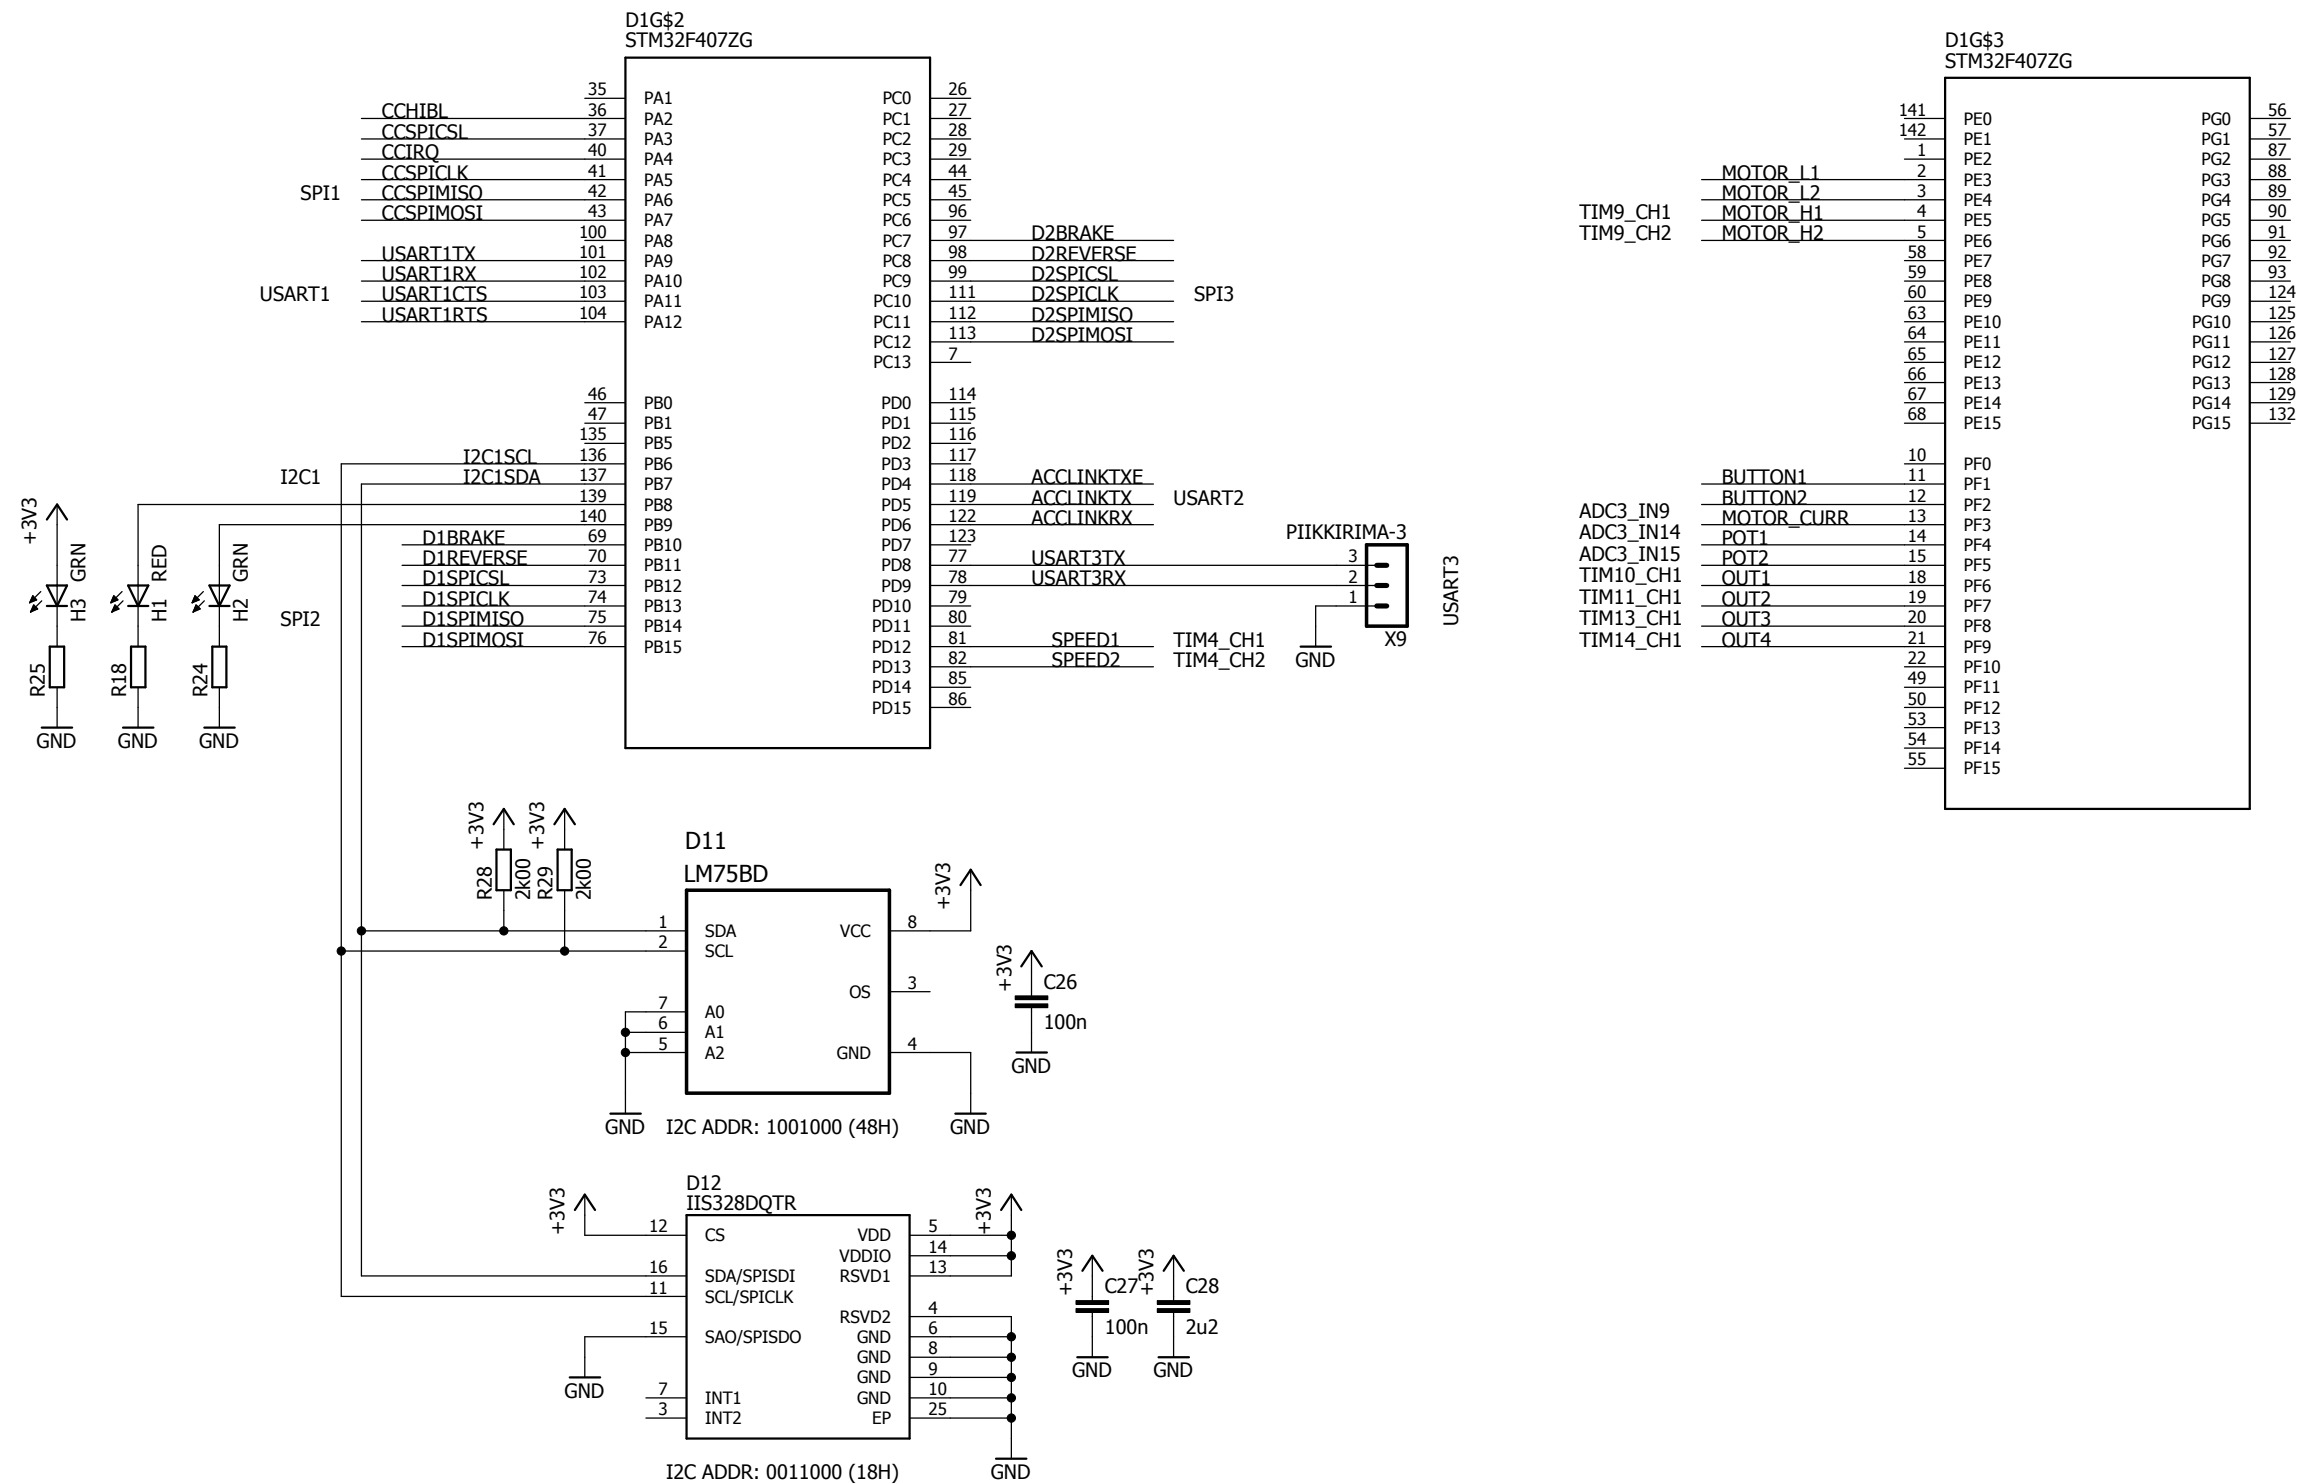 D1G$2
STM32F407ZG
35 PA1
CCHIBL 36 PA2
CCSPICSL 37 PA3
CCIRQ 40 PA4
CCSPICLK 41 PA5
SPI1 CCSPIMISO 42 PA6
CCSPIMOSI 43 PA7
100 PA8
USART1TX 101 PA9
USART1RX 102 PA10
USART1 USART1CTS 103 PA11
USART1RTS 104 PA12
46 PB0
47 PB1
135 PB5
I2C1SCL 136 PB6
I2C1 I2C1SDA 137 PB7
139 PB8
140 PB9
D1BRAKE 69 PB10
D1REVERSE 70 PB11
D1SPICSL 73 PB12
D1SPICLK 74 PB13
SPI2 D1SPIMISO 75 PB14
D1SPIMOSI 76 PB15
PC0 26
PC1 27
PC2 28
PC3 29
PC4 44
PC5 45
PC6 96
PC7 97 D2BRAKE
PC8 98 D2REVERSE
PC9 99 D2SPICSL
PC10 111 D2SPICLK SPI3
PC11 112 D2SPIMISO
PC12 113 D2SPIMOSI
PC13 7
PD0 114
PD1 115
PD2 116
PD3 117
PD4 118 ACCLINKTXE
PD5 119 ACCLINKTX USART2
PD6 122 ACCLINKRX
PD7 123
PD8 77 USART3TX
PD9 78 USART3RX
PD10 79
PD11 80
PD12 81 SPEED1 TIM4_CH1
PD13 82 SPEED2 TIM4_CH2
PD14 85
PD15 86
PIIKKIRIMA-3
3
2
1
X9
USART3
GND
+3V3
H3 GRN
R25
GND
H1 RED
R18
GND
H2 GRN
R24
GND
D1G$3
STM32F407ZG
141 PE0
142 PE1
1 PE2
MOTOR_L1 2 PE3
MOTOR_L2 3 PE4
TIM9_CH1 MOTOR_H1 4 PE5
TIM9_CH2 MOTOR_H2 5 PE6
58 PE7
59 PE8
60 PE9
63 PE10
64 PE11
65 PE12
66 PE13
67 PE14
68 PE15
10 PF0
BUTTON1 11 PF1
BUTTON2 12 PF2
ADC3_IN9 MOTOR_CURR 13 PF3
ADC3_IN14 POT1 14 PF4
ADC3_IN15 POT2 15 PF5
TIM10_CH1 OUT1 18 PF6
TIM11_CH1 OUT2 19 PF7
TIM13_CH1 OUT3 20 PF8
TIM14_CH1 OUT4 21 PF9
22 PF10
49 PF11
50 PF12
53 PF13
54 PF14
55 PF15
PG0 56
PG1 57
PG2 87
PG3 88
PG4 89
PG5 90
PG6 91
PG7 92
PG8 93
PG9 124
PG10 125
PG11 126
PG12 127
PG13 128
PG14 129
PG15 132
+3V3
R28
2k00
+3V3
R29
2k00
D11
LM75BD
1 SDA
2 SCL
7 A0
6 A1
5 A2
VCC 8
OS 3
GND 4
+3V3
+3V3
C26
100n
GND
GND
GND
I2C ADDR: 1001000 (48H)
D12
IIS328DQTR
+3V3
12 CS
16 SDA/SPISDI
11 SCL/SPICLK
15 SAO/SPISDO
7 INT1
3 INT2
GND
VDD 5
VDDIO 14
RSVD1 13
RSVD2 4
GND 6
GND 8
GND 9
GND 10
EP 25
+3V3
GND
+3V3
C27
100n
GND
+3V3
C28
2u2
GND
I2C ADDR: 0011000 (18H)